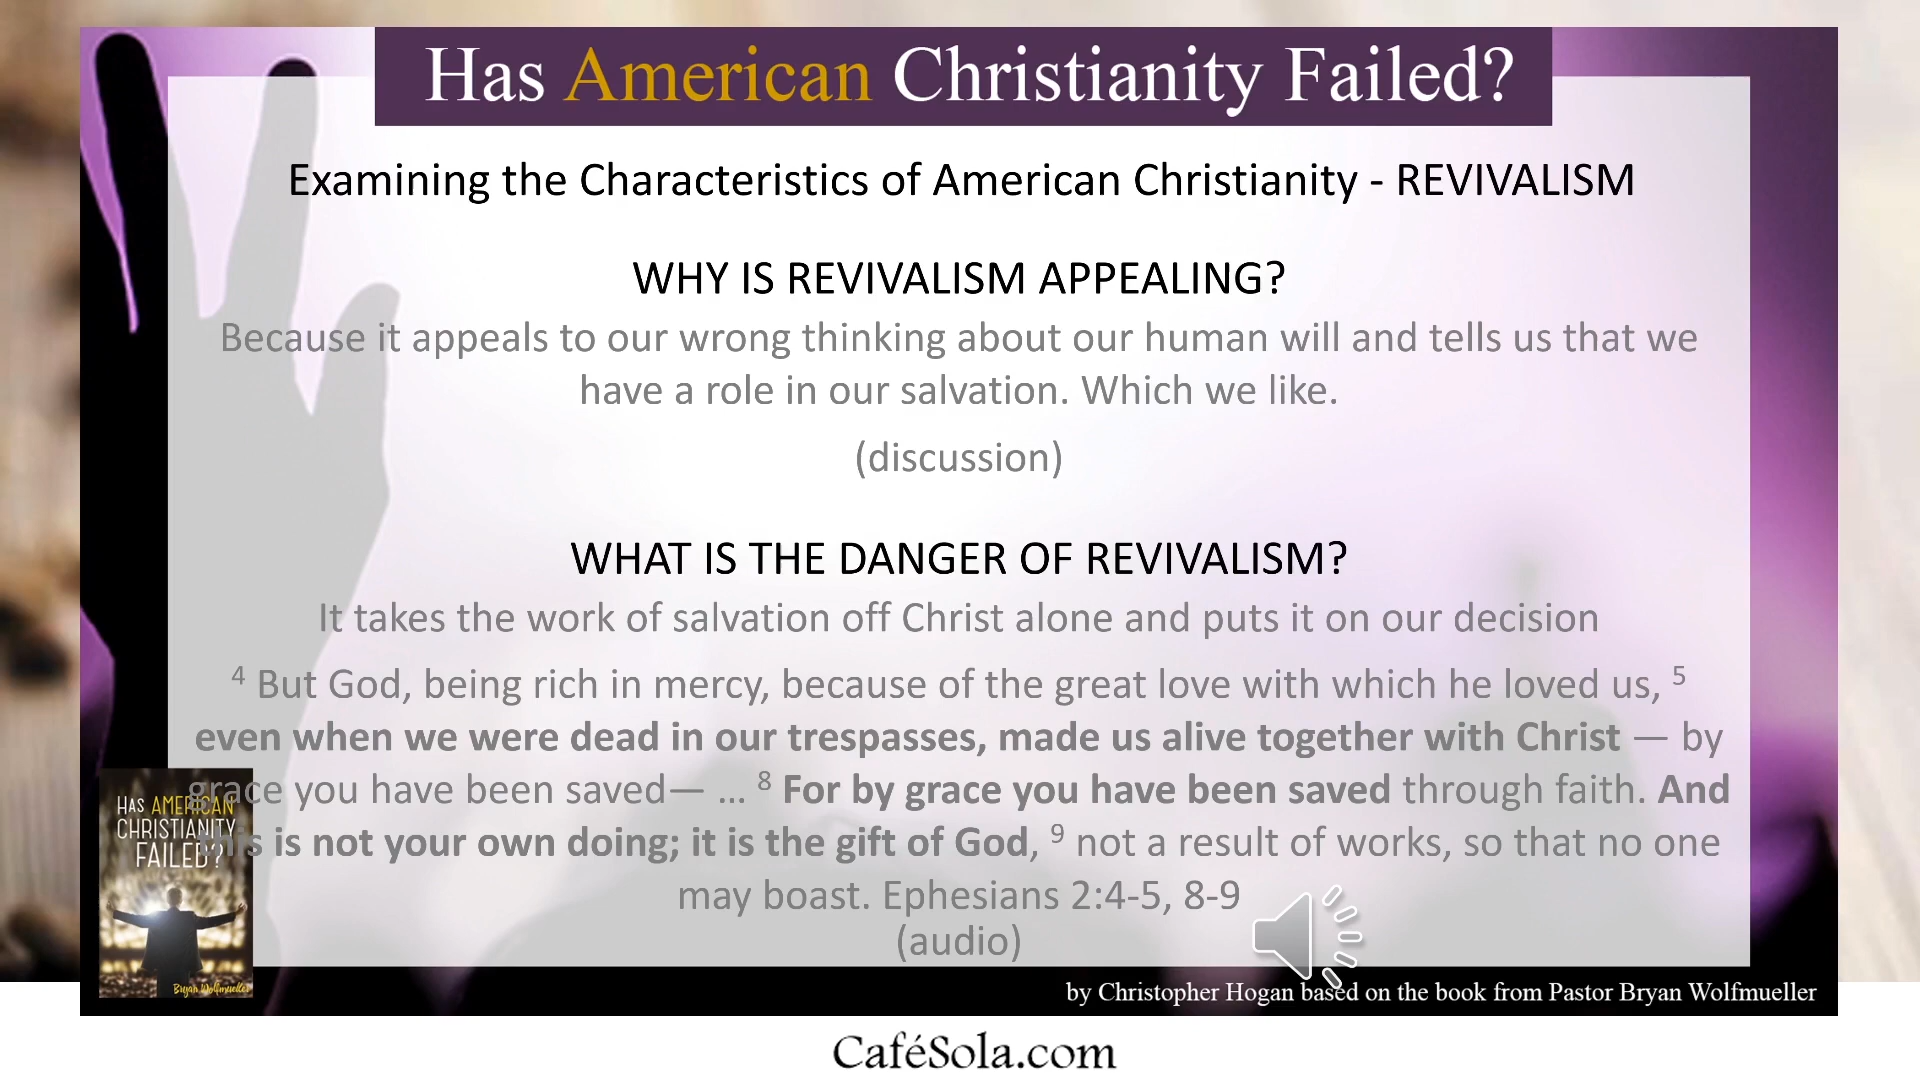 Has American Christianity Failed?
Examining the Characteristics of American Christianity - REVIVALISM
WHY IS REVIVALISM APPEALING?
Because it appeals to our wrong thinking about our human will and tells us that we
have a role in our salvation. Which we like.
(discussion)
WHAT IS THE DANGER OF REVIVALISM?
It takes the work of salvation off Christ alone and puts it on our decision
4 But God, being rich in mercy, because of the great love with which he loved us, 5
even when we were dead in our trespasses, made us alive together with Christ — by
grace you have been saved— … 8 For by grace you have been saved through faith. And
this is not your own doing; it is the gift of God, 9 not a result of works, so that no one
may boast. Ephesians 2:4-5, 8-9
(audio)
HAS AMERICAN
CHRISTIANITY
FAILED?
Bryan Wolfmueller
by Christopher Hogan based on the book from Pastor Bryan Wolfmueller
CaféSola.com